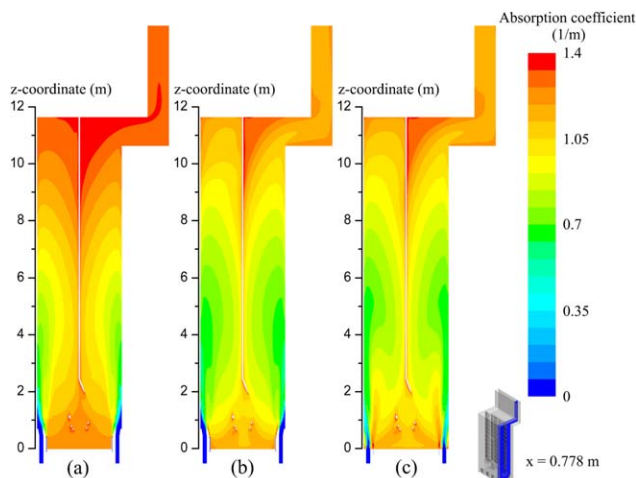 Absorption coefficient
(1/m)
z-coordinate (m)
z-coordinate (m)
z-coordinate (m)
12
10
8
6
4
2
0
12
10
8
6
4
2
0
12
10
8
6
4
2
0
1.4
1.05
0.7
0.35
0
(a)
(b)
(c)
x = 0.778 m